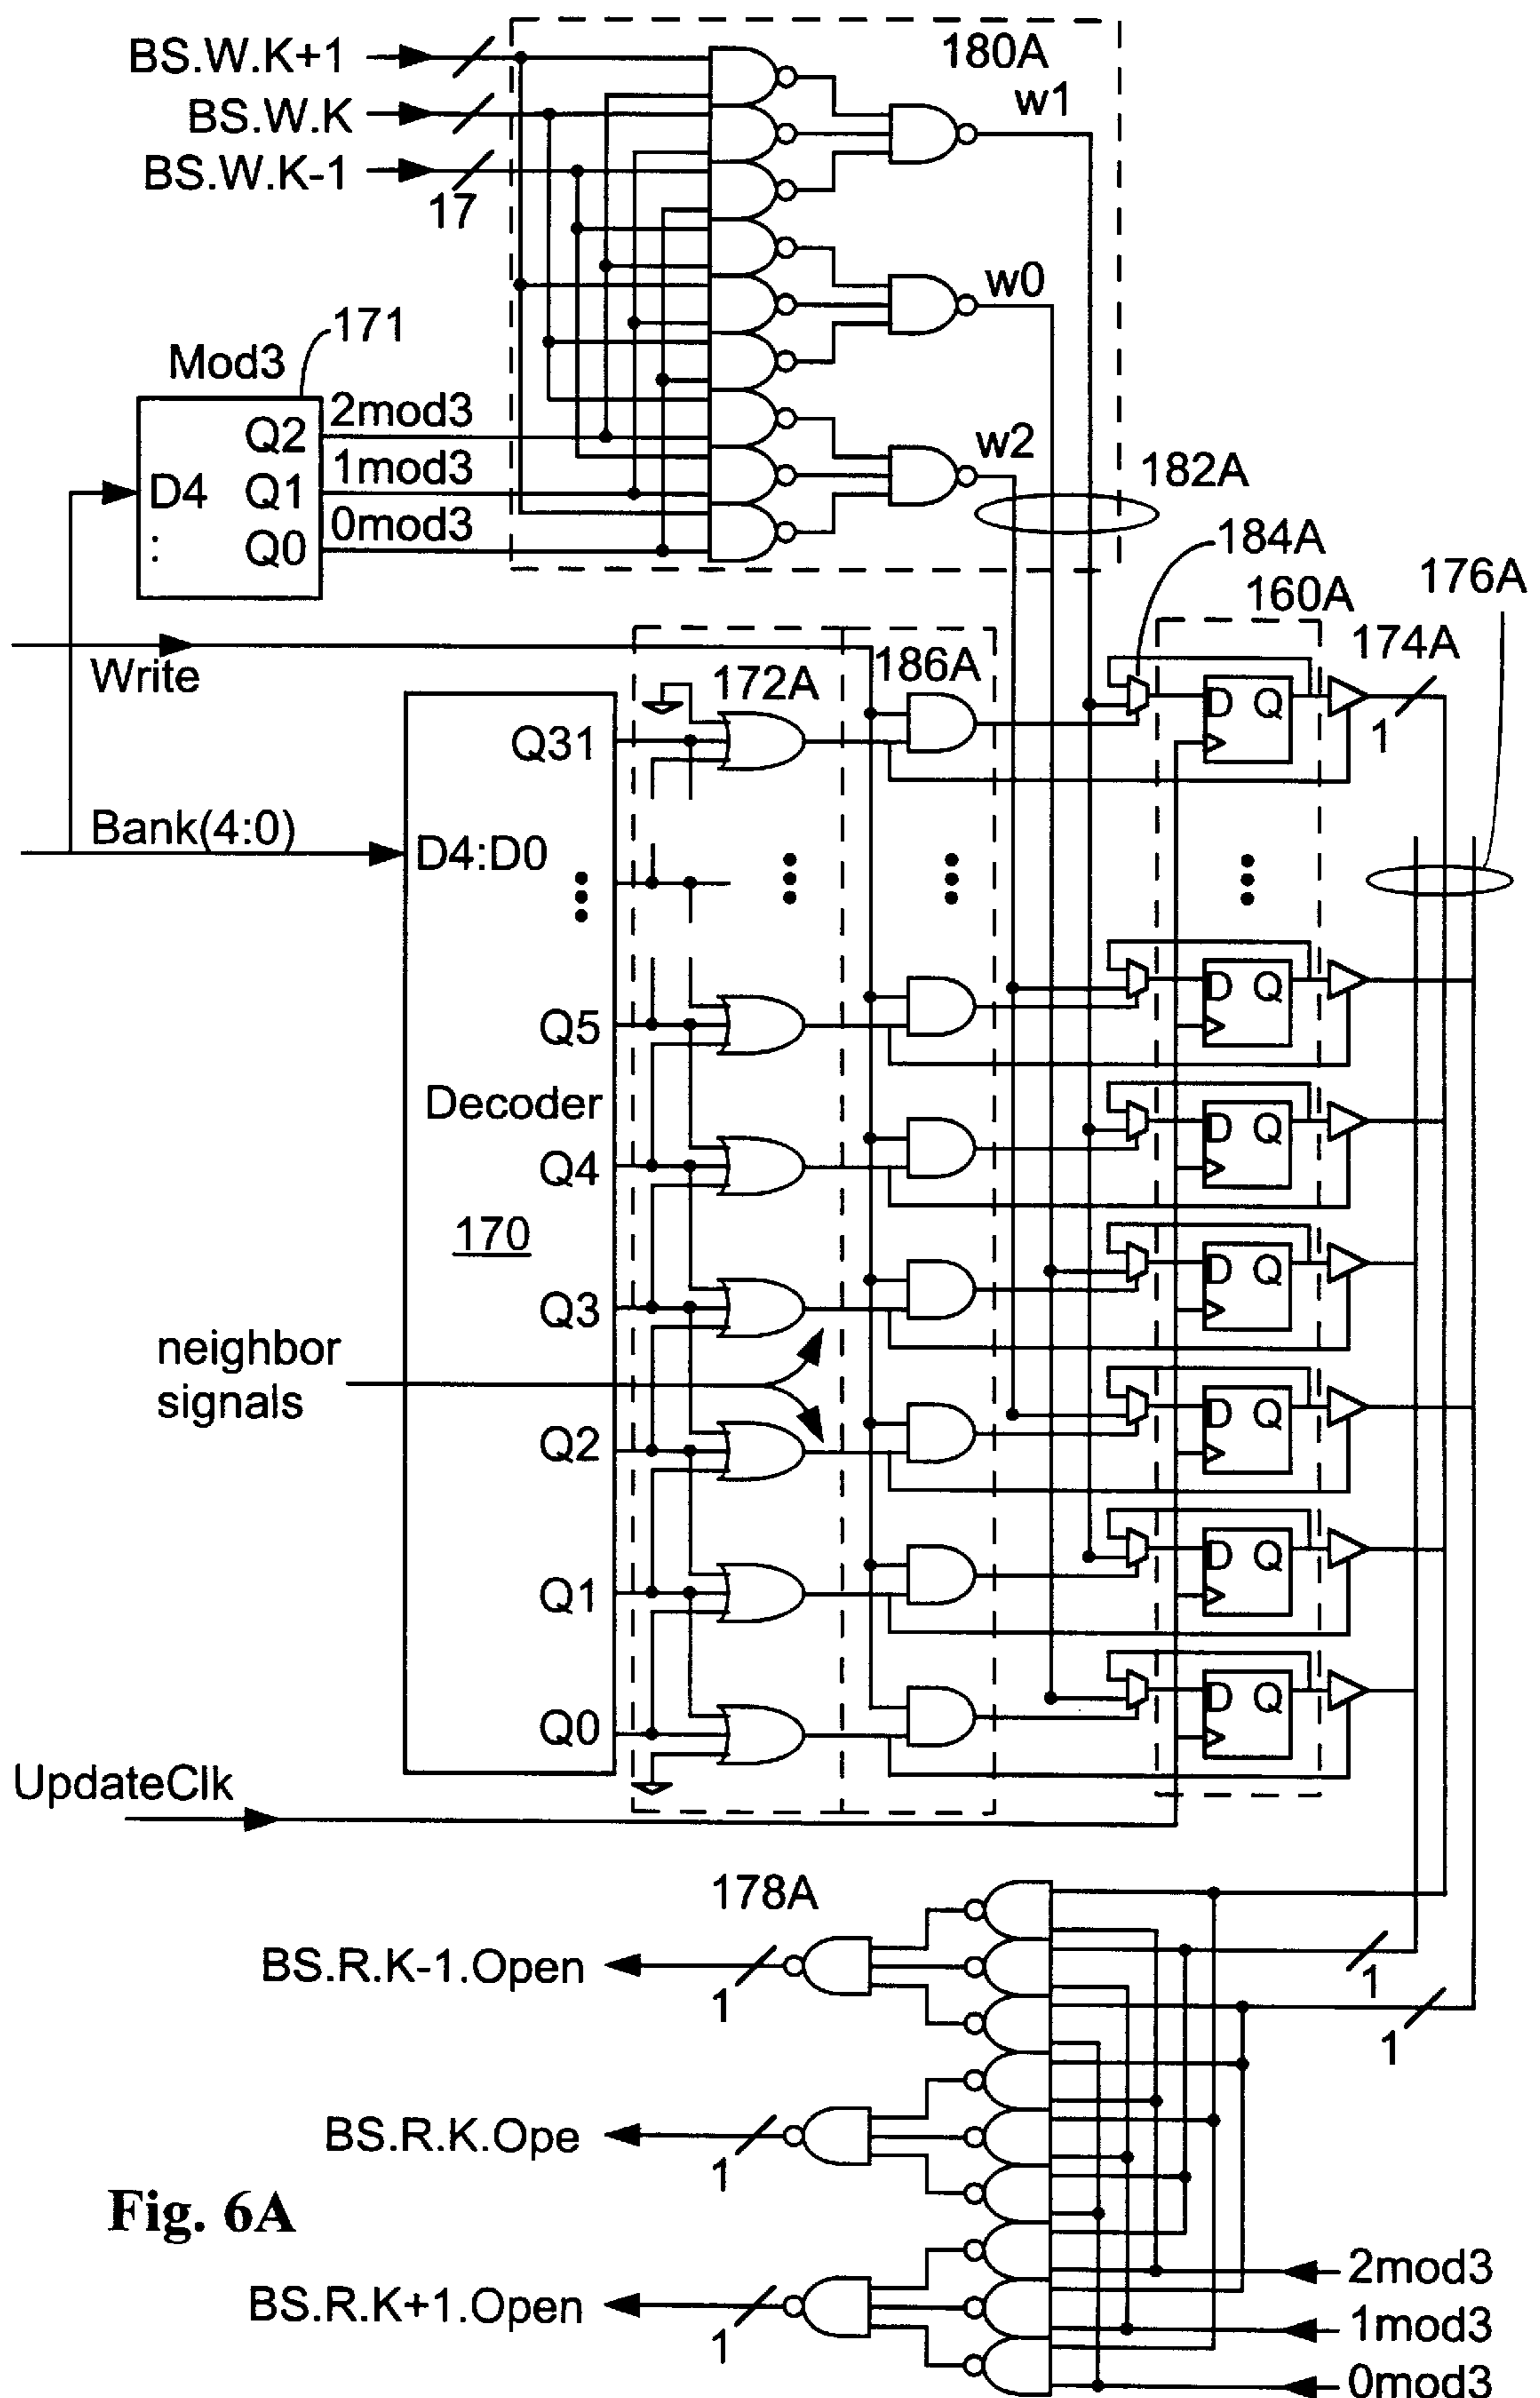 BS.W.K+1
BS.W.K
BS.W.K-1
17
180A
w1
w0
w2
171
Mod3
2mod3
1mod3
0mod3
Q2
D4 Q1
: Q0
182A
184A
160A
176A
174A
Write
172A
186A
Bank(4:0)
Q31
D4:D0
D Q
1
Q5
D Q
Decoder
Q4
D Q
170
Q3
D Q
neighbor
signals
Q2
D Q
Q1
D Q
Q0
D Q
UpdateClk
178A
BS.R.K-1.Open
1
1
1
BS.R.K.Ope
1
Fig. 6A
BS.R.K+1.Open
1
2mod3
1mod3
0mod3